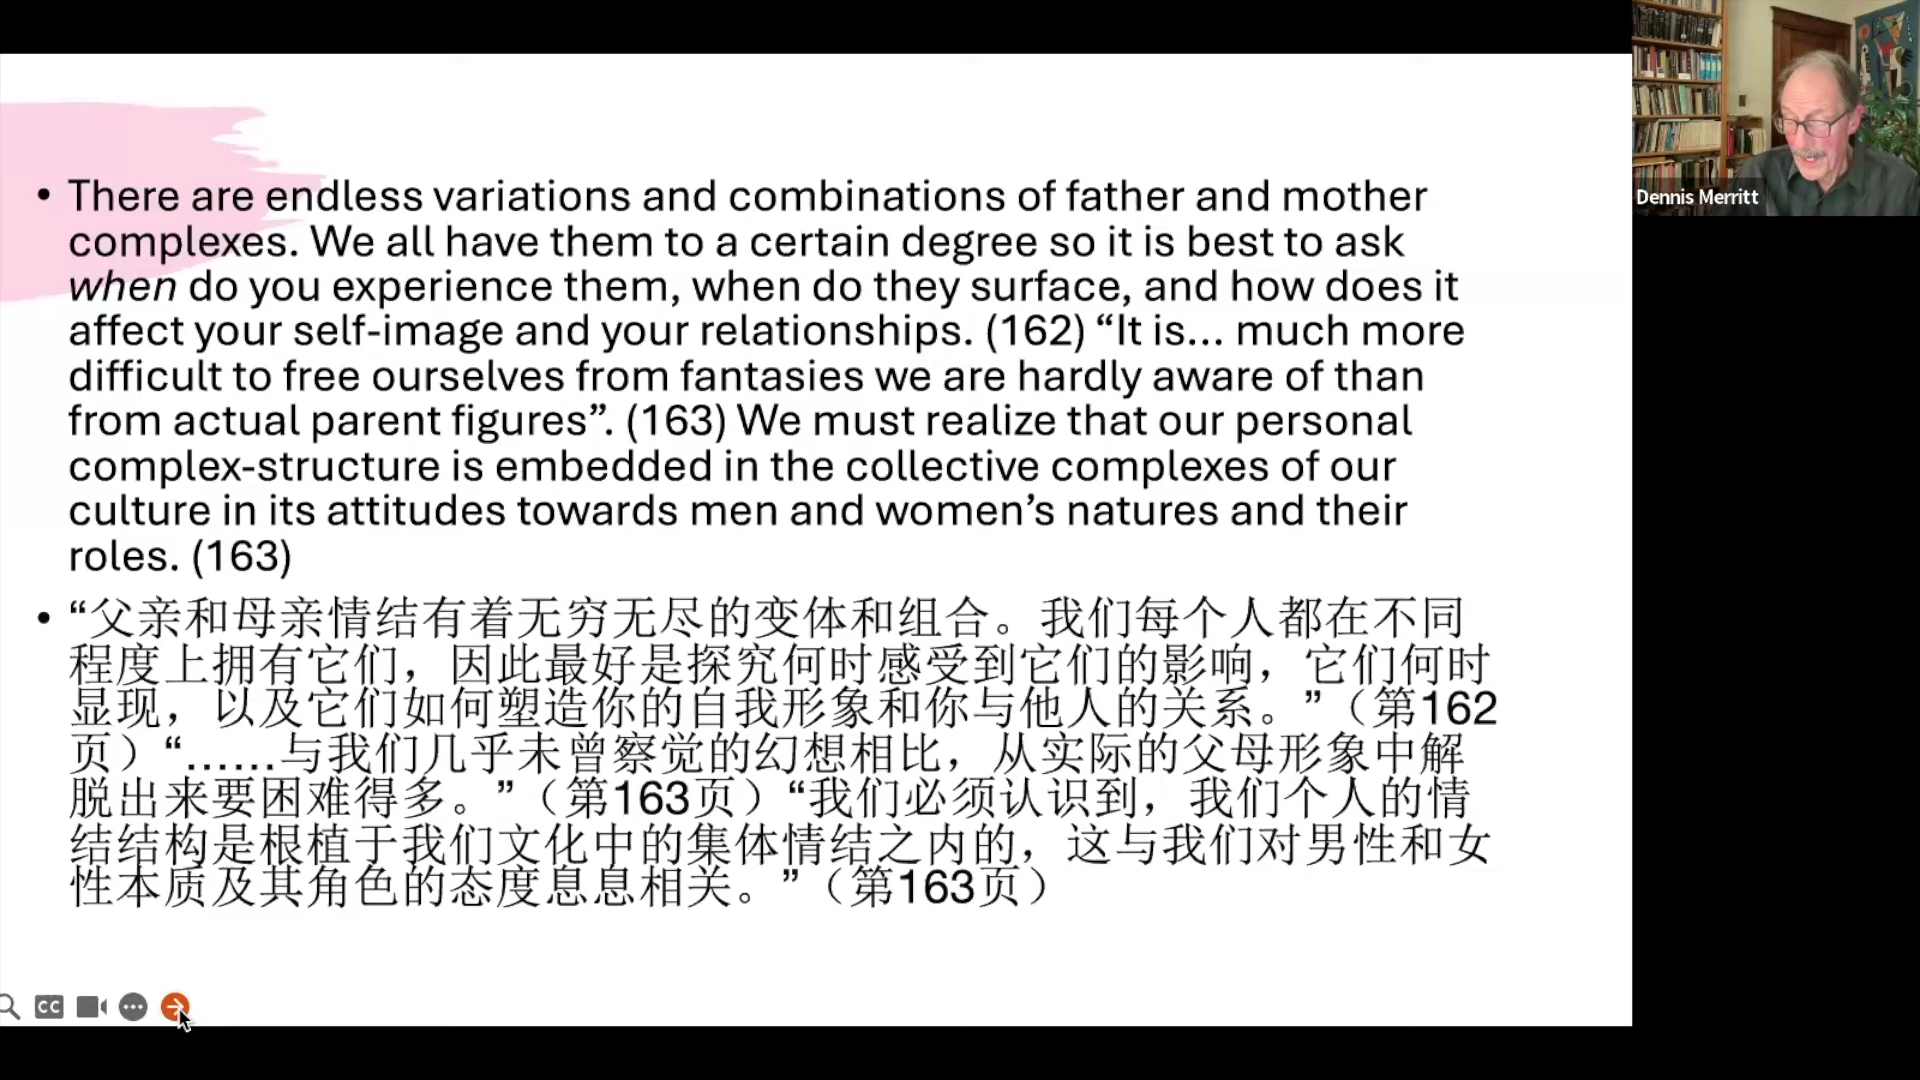 • There are endless variations and combinations of father and mother
complexes. We all have them to a certain degree so it is best to ask
when do you experience them, when do they surface, and how does it
affect your self-image and your relationships. (162) “It is... much more
difficult to free ourselves from fantasies we are hardly aware of than
from actual parent figures”. (163) We must realize that our personal
complex-structure is embedded in the collective complexes of our
culture in its attitudes towards men and women’s natures and their
roles. (163)
• “父亲和母亲情结有着无穷无尽的变体和组合。我们每个人都在不同
程度上拥有它们，因此最好是探究何时感受到它们的影响，它们何时
显现，以及它们如何塑造你的自我形象和你与他人的关系。”（第162
页）“……与我们几乎未曾察觉的幻想相比，从实际的父母形象中解
脱出来要困难得多。”（第163页）“我们必须认识到，我们个人的情
结结构是根植于我们文化中的集体情结之内的，这与我们对男性和女
性本质及其角色的态度息息相关。”（第163页）
CC
Dennis Merritt